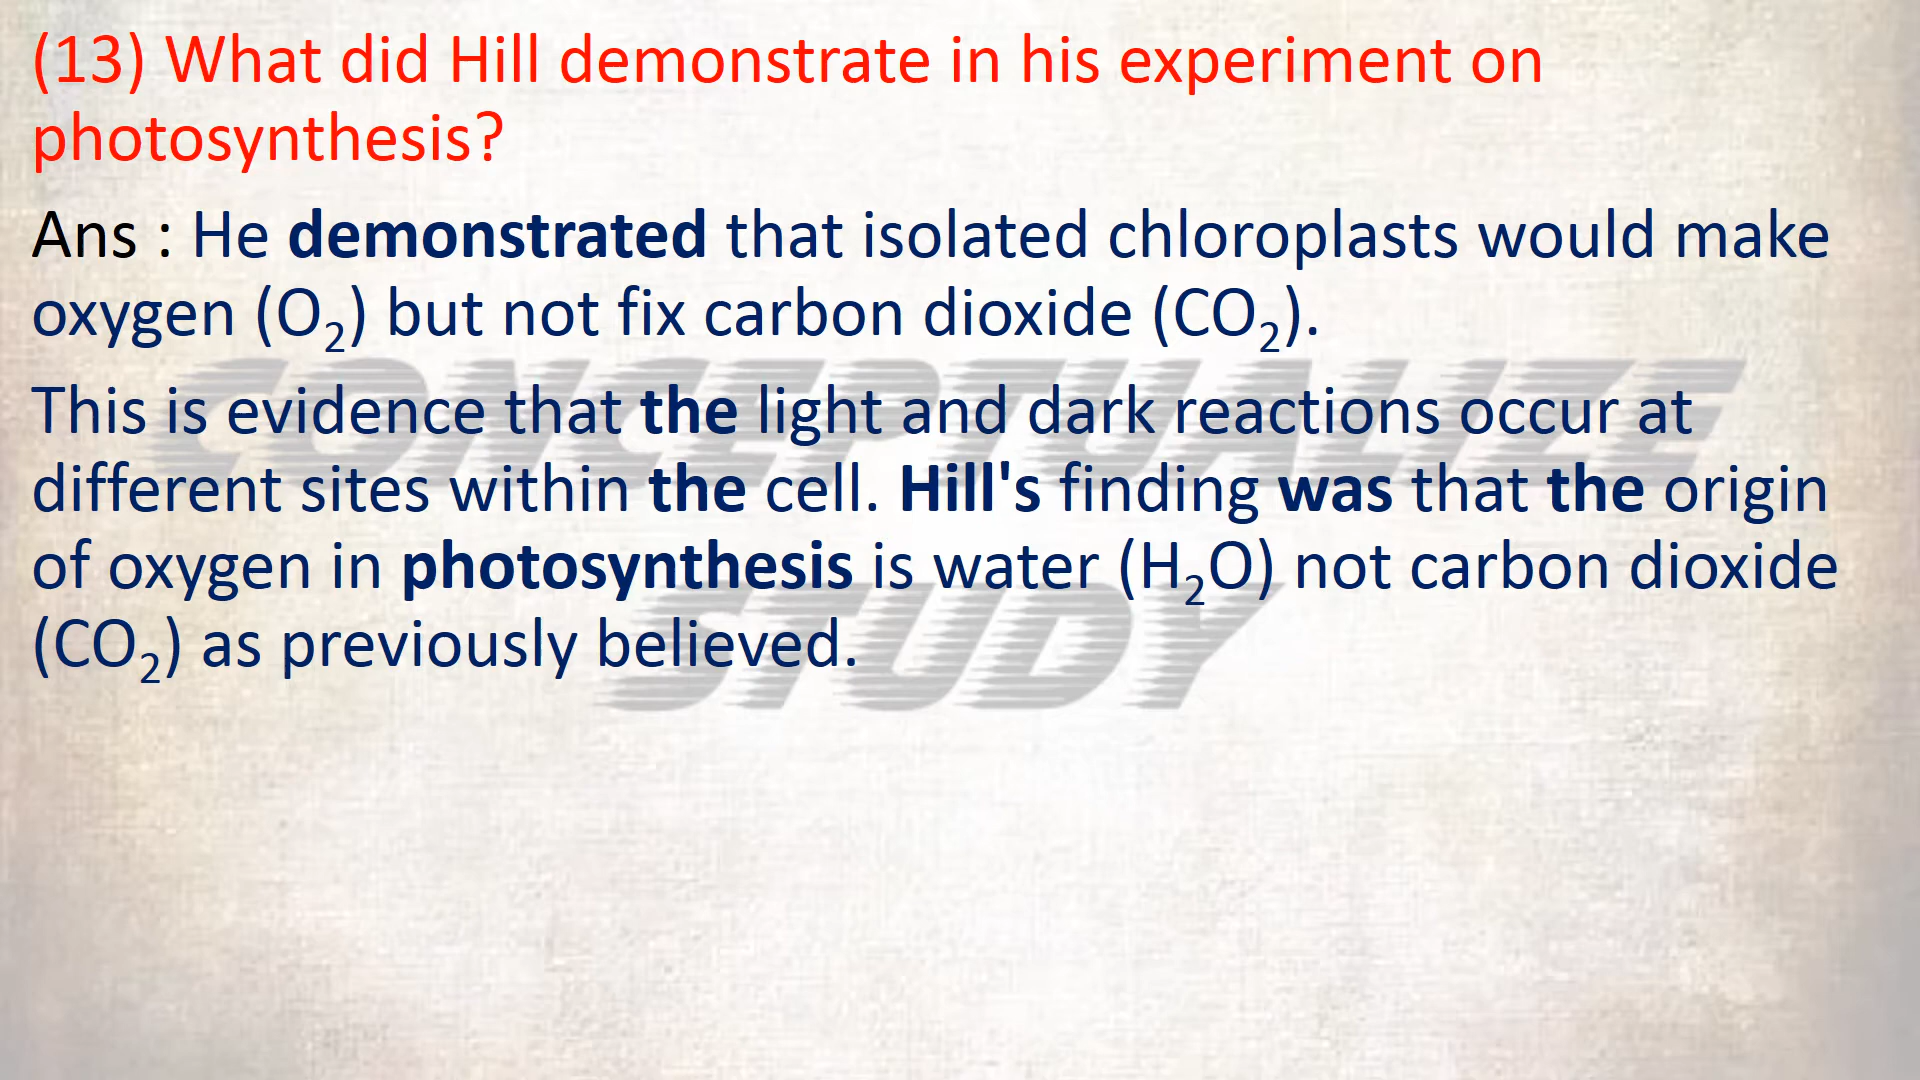 (13) What did Hill demonstrate in his experiment on
photosynthesis?
Ans : He demonstrated that isolated chloroplasts would make
oxygen (O₂) but not fix carbon dioxide (CO₂).
This is evidence that the light and dark reactions occur at
different sites within the cell. Hill's finding was that the origin
of oxygen in photosynthesis is water (H₂O) not carbon dioxide
(CO₂) as previously believed.
CONCEPTUALIZE
STUDY